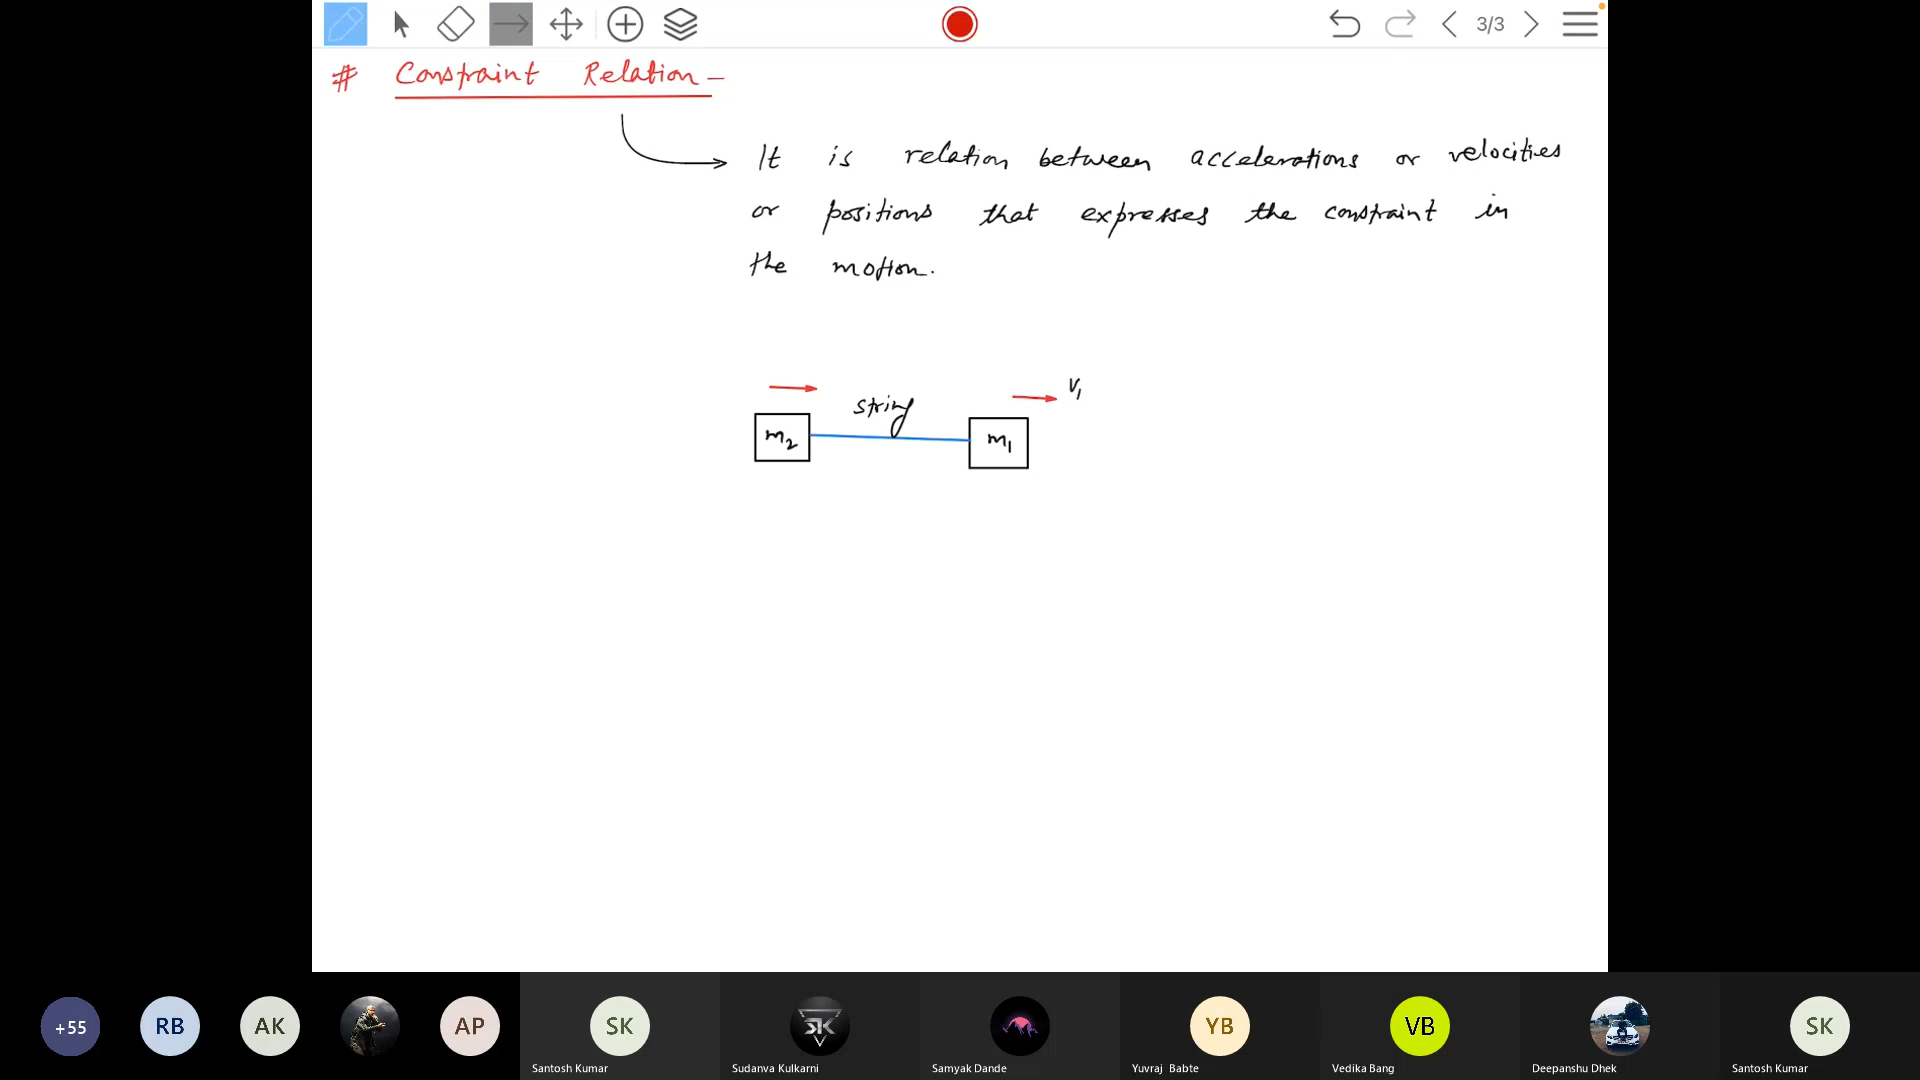 3/3
# Constraint Relation –
It is relation between accelerations or velocities
or positions that expresses the constraint in
the motion.
string
V1
m2
m1
+55
RB
AK
AP
SK
SK
YB
VB
SK
Santosh Kumar
Sudanva Kulkarni
Samyak Dande
Yuvraj Babte
Vedika Bang
Deepanshu Dhek
Santosh Kumar